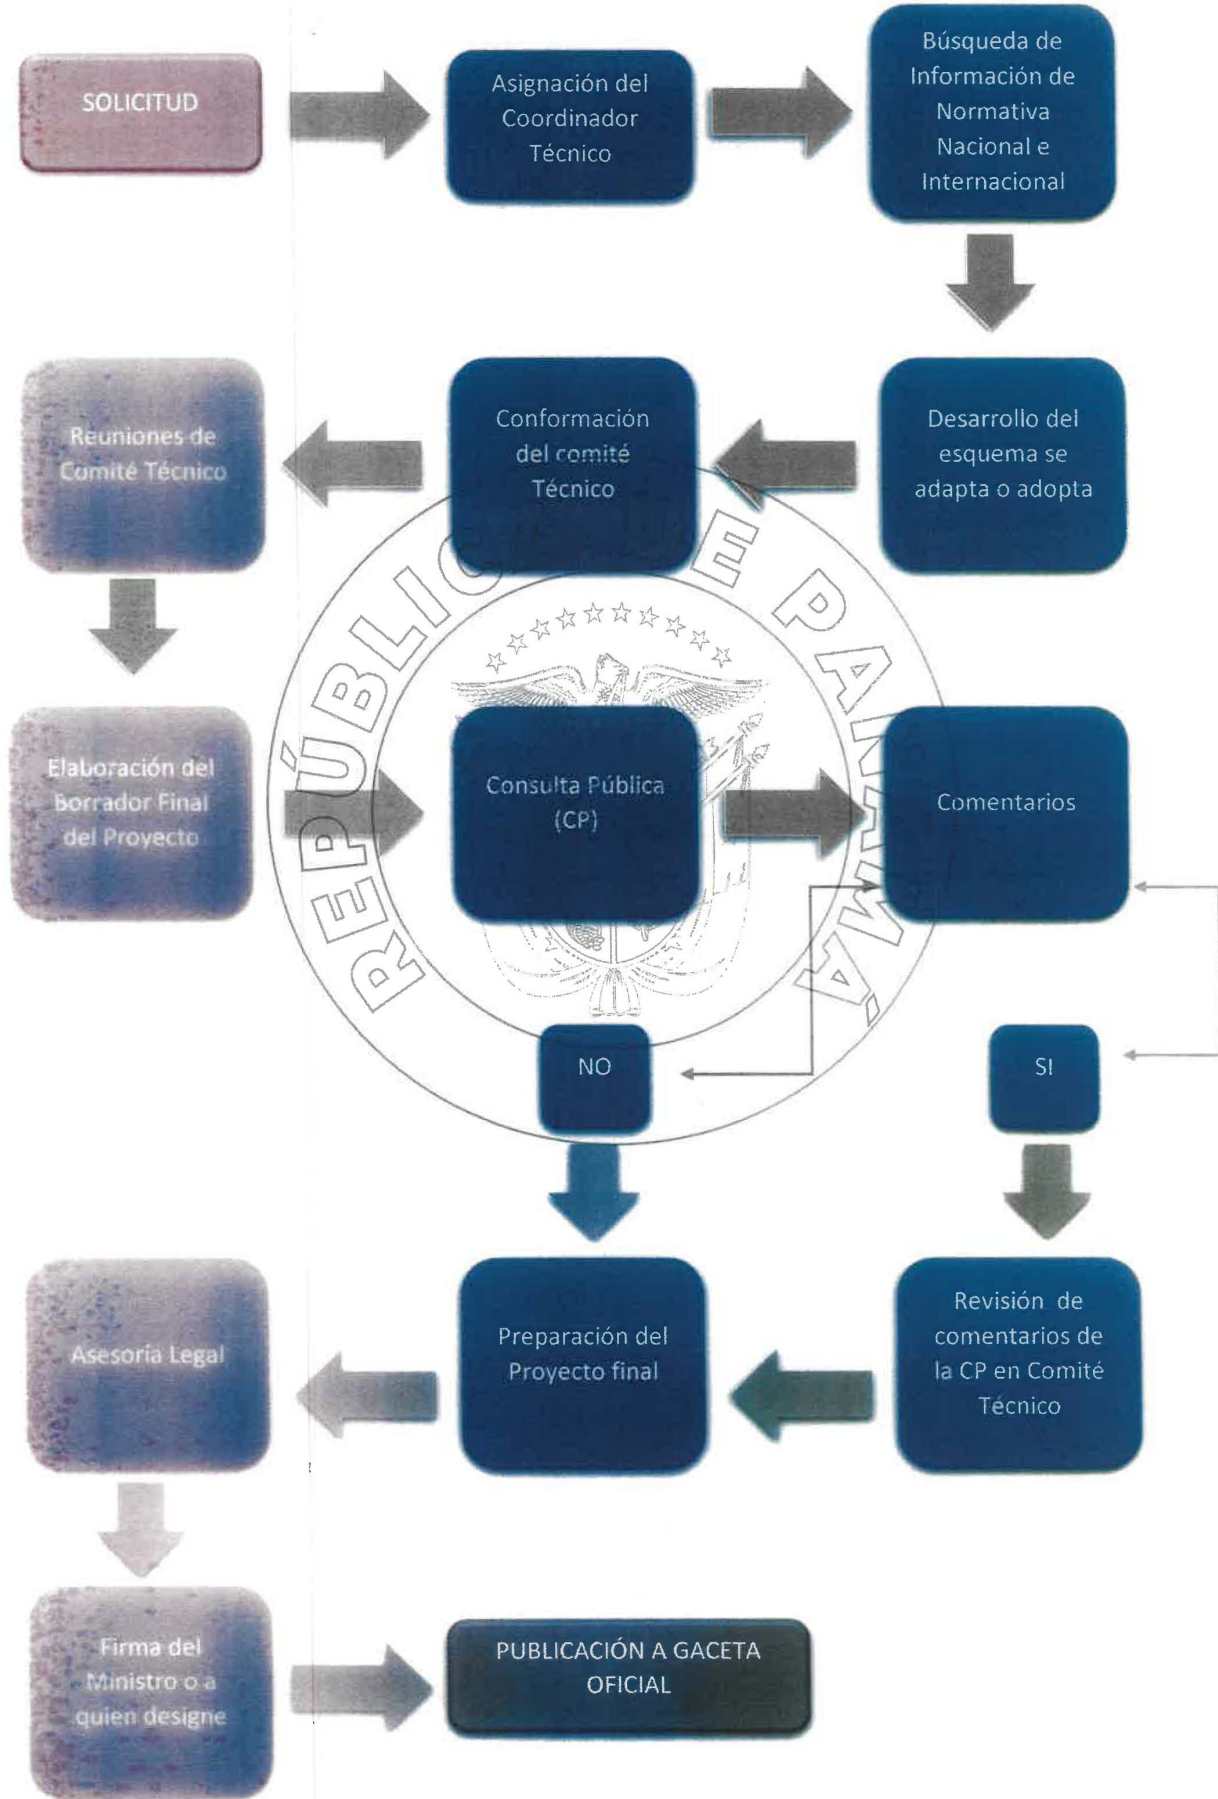 SOLICITUD
Asignación del
Coordinador
Técnico
Búsqueda de
Información de
Normativa
Nacional e
Internacional
Desarrollo del
esquema se
adapta o adopta
Conformación
del comité
Técnico
Reuniones de
Comité Técnico
Elaboración del
Borrador Final
del Proyecto
Consulta Pública
(CP)
Comentarios
REPÚBLIC E PANAMÁ
NO
SI
Revisión de
comentarios de
la CP en Comité
Técnico
Preparación del
Proyecto final
Asesoría Legal
Firma del
Ministro o a
quien designe
PUBLICACIÓN A GACETA
OFICIAL